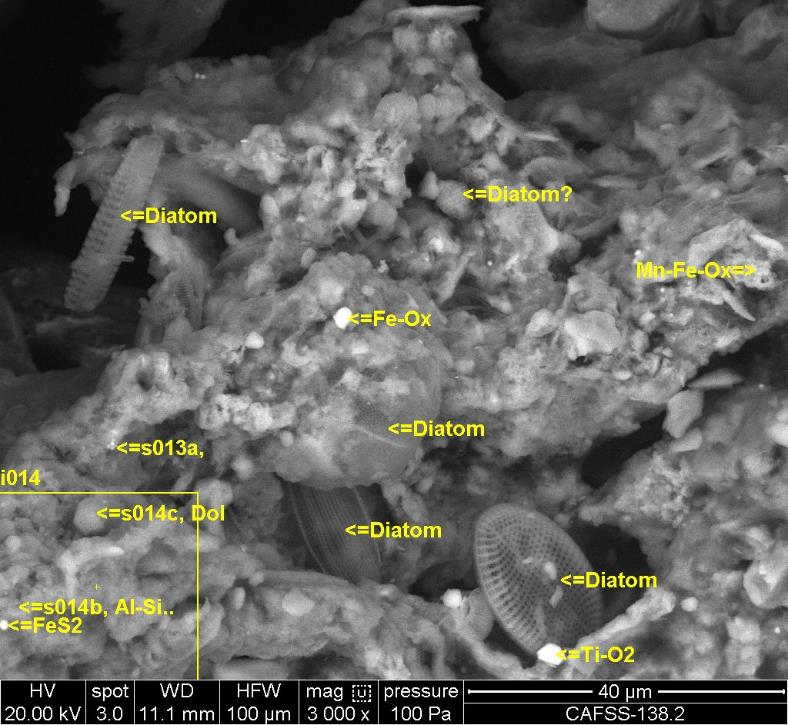 <=Diatom
<=Diatom?
Mn-Fe-Ox=>
<=Fe-Ox
<=Diatom
<=s013a,
i014
<=s014c, Dol
<=Diatom
<=Diatom
<=s014b, Al-Si..
<=FeS2
<=Ti-O2
HV spot WD HFW mag pressure 40 µm
20.00 kV 3.0 11.1 mm 100 µm 3 000 x 100 Pa CAFSS-138.2